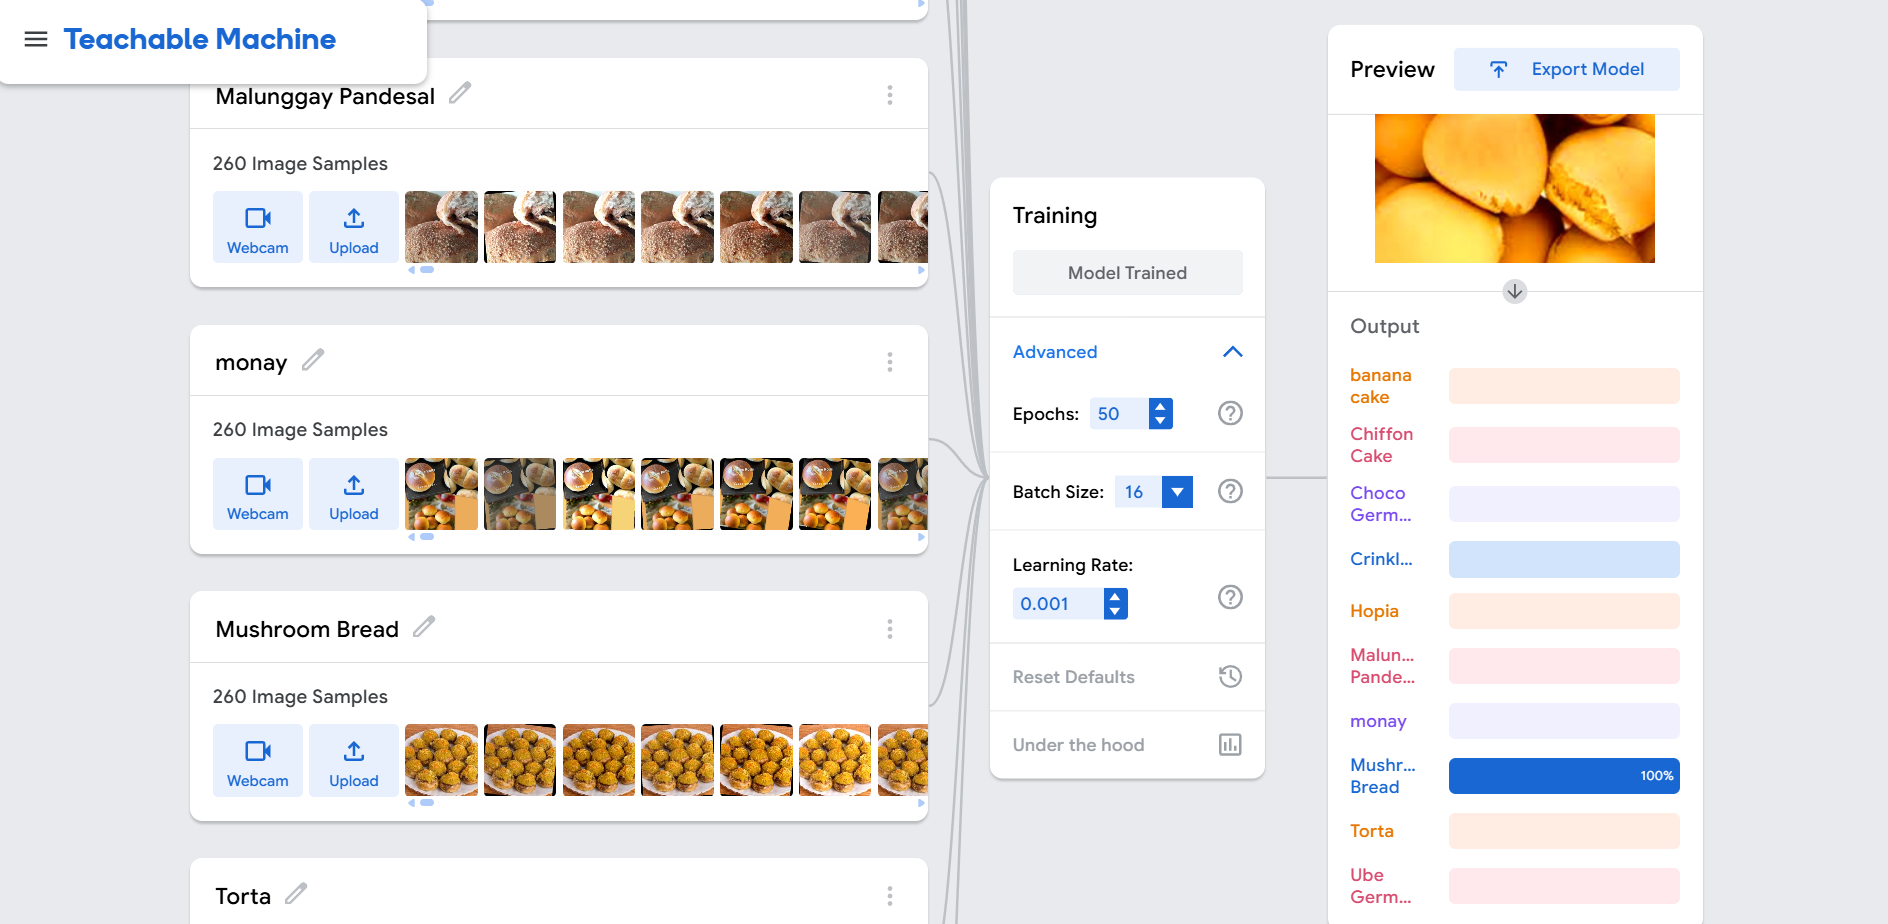 Teachable Machine
Malunggay Pandesal
260 Image Samples
Webcam
Upload
monay
260 Image Samples
Webcam
Upload
Mushroom Bread
260 Image Samples
Webcam
Upload
Torta
Training
Model Trained
Advanced
Epochs: 50
Batch Size: 16
Learning Rate:
0.001
Reset Defaults
Under the hood
Preview
Export Model
Output
banana
cake
Chiffon
Cake
Choco
Germ...
Crinkl...
Hopia
Malun...
Pande...
monay
Mushr...
Bread
100%
Torta
Ube
Germ...